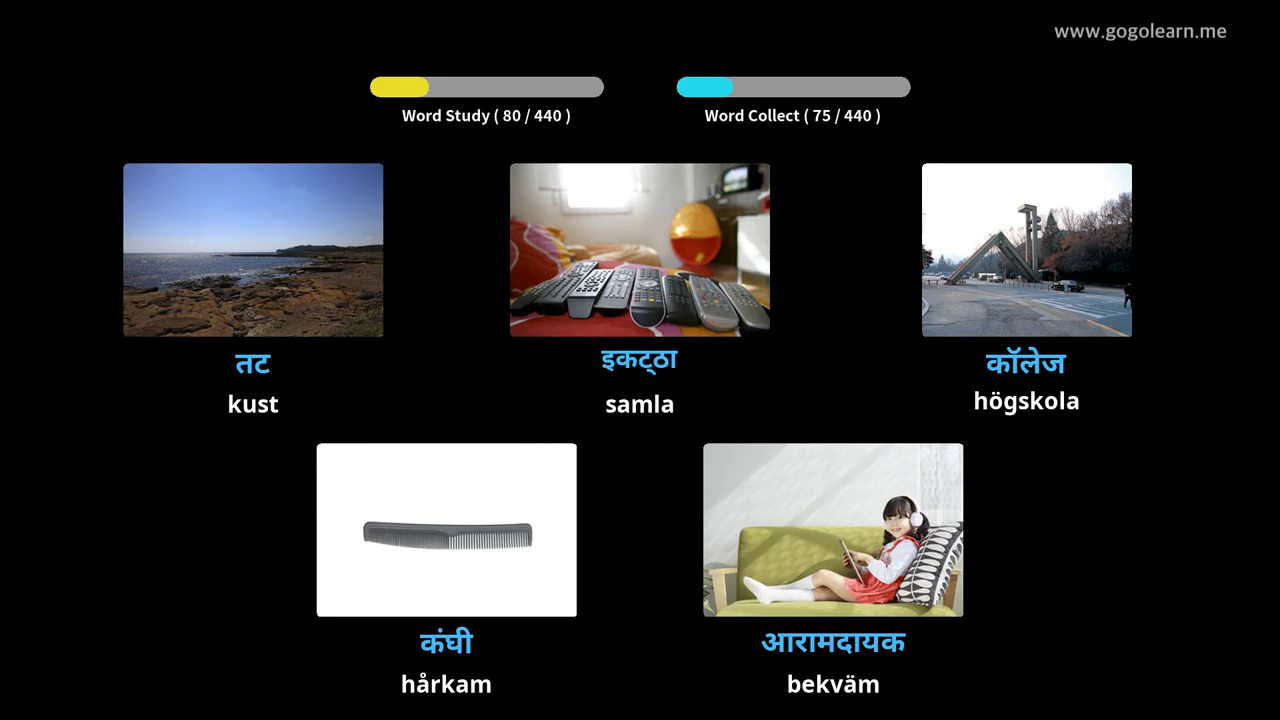 www.gogolearn.me
Word Study ( 80 / 440 )
Word Collect ( 75 / 440 )
तट
इकट्ठा
कॉलेज
kust
samla
högskola
कंघी
आरामदायक
hårkam
bekväm